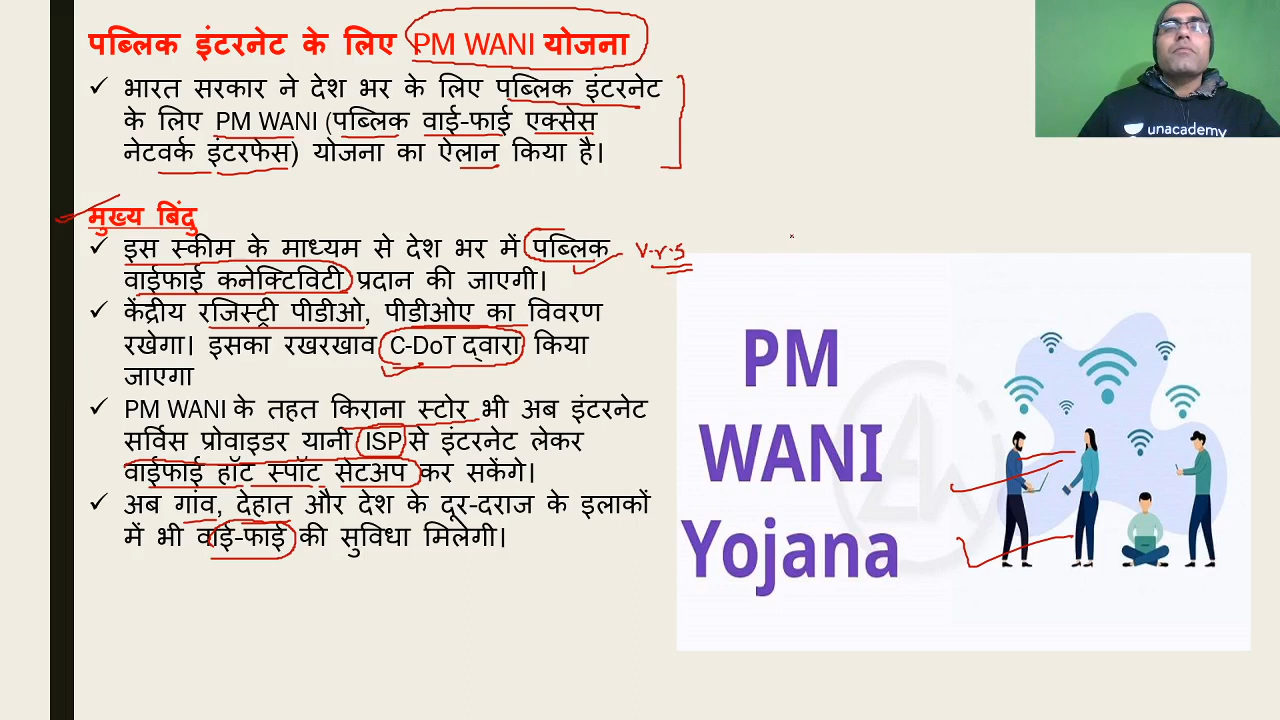 पब्लिक इंटरनेट के लिए PM WANI योजना
✓ भारत सरकार ने देश भर के लिए पब्लिक इंटरनेट
के लिए PM WANI (पब्लिक वाई-फाई एक्सेस
नेटवर्क इंटरफेस) योजना का ऐलान किया है।
मुख्य बिंदु
✓ इस स्कीम के माध्यम से देश भर में पब्लिक
वाईफाई कनेक्टिविटी प्रदान की जाएगी।
✓ केंद्रीय रजिस्ट्री पीडीओ, पीडीओए का विवरण
रखेगा। इसका रखरखाव C-DoT द्वारा किया
जाएगा
✓ PM WANI के तहत किराना स्टोर भी अब इंटरनेट
सर्विस प्रोवाइडर यानी ISP से इंटरनेट लेकर
वाईफाई हॉट स्पॉट सेटअप कर सकेंगे।
✓ अब गांव, देहात और देश के दूर-दराज के इलाकों
में भी वाई-फाई की सुविधा मिलेगी।
PM
WANI
Yojana
unacademy